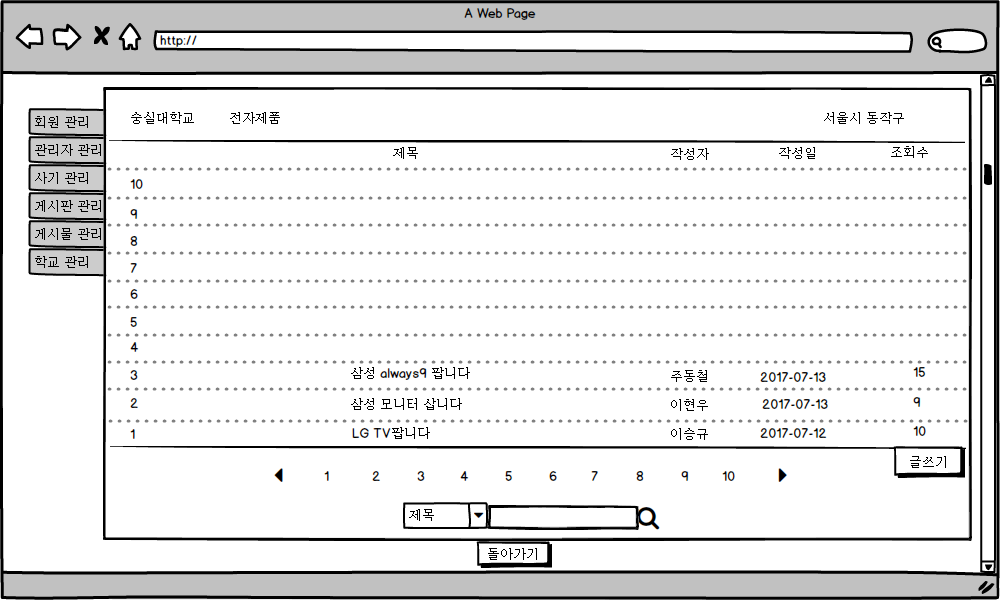 A Web Page
http://
회원 관리
관리자 관리
사기 관리
게시판 관리
게시물 관리
학교 관리
숭실대학교 전자제품 서울시 동작구
제목 작성자 작성일 조회수
10
9
8
7
6
5
4
3 삼성 always9 팝니다 주동철 2017-07-13 15
2 삼성 모니터 삽니다 이현우 2017-07-13 9
1 LG TV팝니다 이승규 2017-07-12 10
글쓰기
1 2 3 4 5 6 7 8 9 10
제목
돌아가기